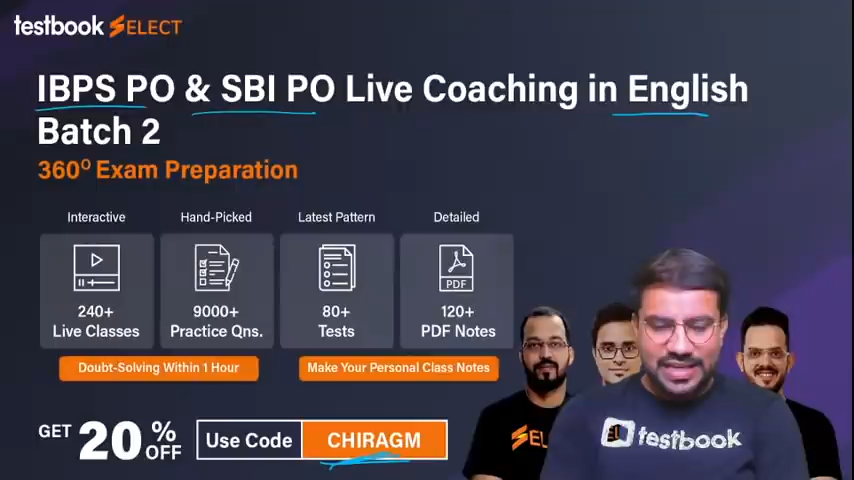 testbook SELECT
IBPS PO & SBI PO Live Coaching in English
Batch 2
360⁰ Exam Preparation
Interactive
240+
Live Classes
Hand-Picked
9000+
Practice Qns.
Latest Pattern
80+
Tests
Detailed
PDF
120+
PDF Notes
Doubt-Solving Within 1 Hour
Make Your Personal Class Notes
GET 20% OFF
Use Code CHIRAGM
SEL
testbook